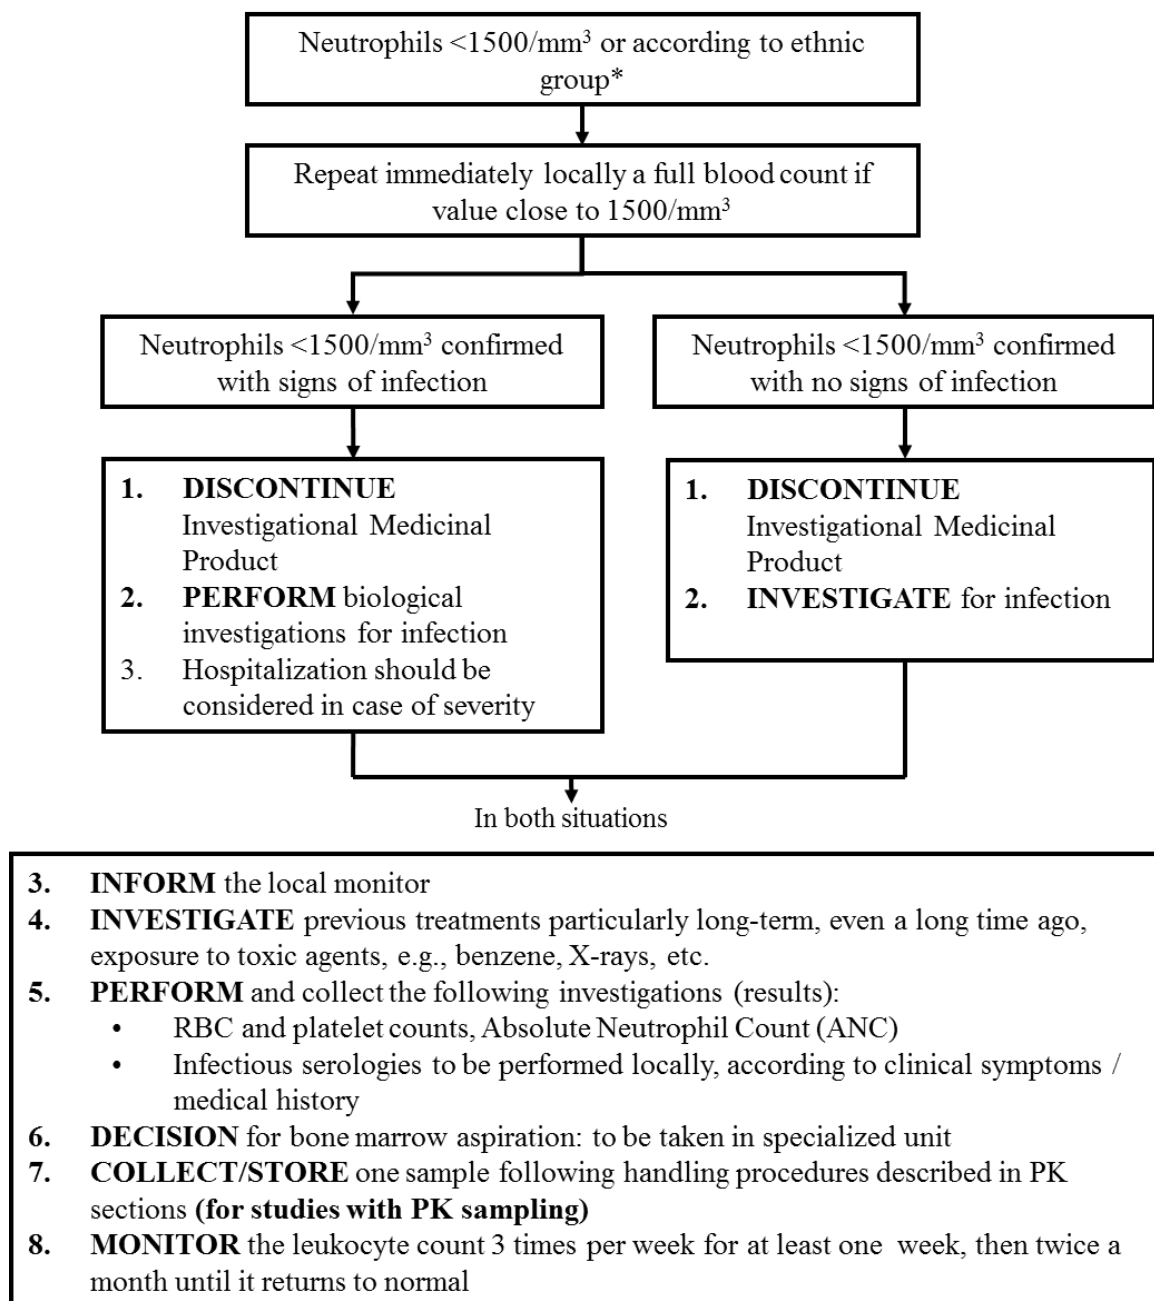 Neutrophils <1500/mm³ or according to ethnic
group*
Repeat immediately locally a full blood count if
value close to 1500/mm³
Neutrophils <1500/mm³ confirmed
with signs of infection
Neutrophils <1500/mm³ confirmed
with no signs of infection
1. DISCONTINUE
Investigational Medicinal
Product
2. PERFORM biological
investigations for infection
3. Hospitalization should be
considered in case of severity
1. DISCONTINUE
Investigational Medicinal
Product
2. INVESTIGATE for infection
In both situations
3. INFORM the local monitor
4. INVESTIGATE previous treatments particularly long-term, even a long time ago,
exposure to toxic agents, e.g., benzene, X-rays, etc.
5. PERFORM and collect the following investigations (results):
• RBC and platelet counts, Absolute Neutrophil Count (ANC)
• Infectious serologies to be performed locally, according to clinical symptoms /
medical history
6. DECISION for bone marrow aspiration: to be taken in specialized unit
7. COLLECT/STORE one sample following handling procedures described in PK
sections (for studies with PK sampling)
8. MONITOR the leukocyte count 3 times per week for at least one week, then twice a
month until it returns to normal